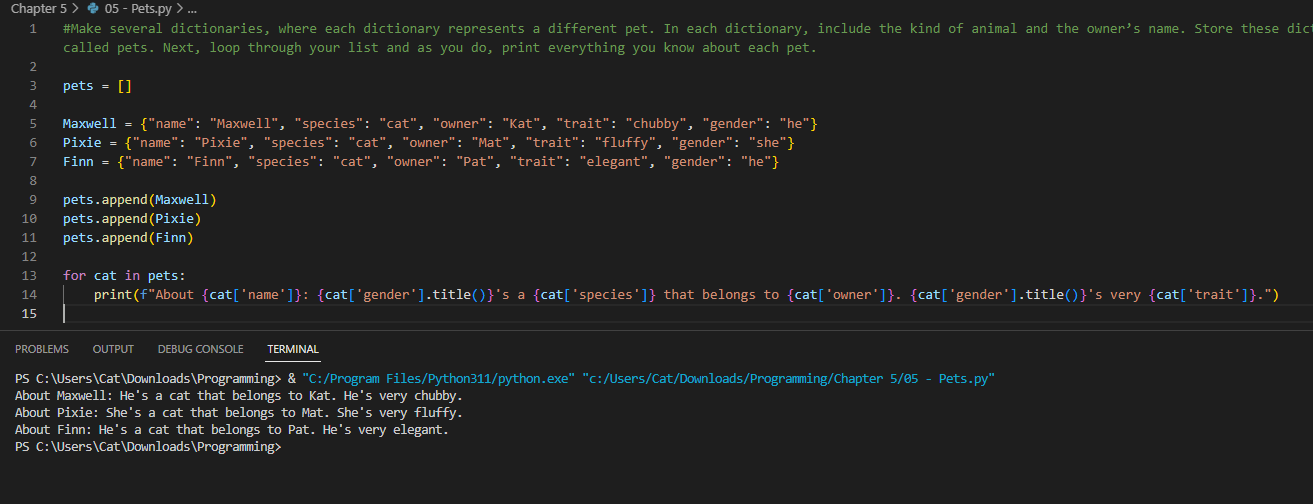 Chapter 5 > 05 - Pets.py > ...
1 #Make several dictionaries, where each dictionary represents a different pet. In each dictionary, include the kind of animal and the owner’s name. Store these
called pets. Next, loop through your list and as you do, print everything you know about each pet.
2
3 pets = []
4
5 Maxwell = {"name": "Maxwell", "species": "cat", "owner": "Kat", "trait": "chubby", "gender": "he"}
6 Pixie = {"name": "Pixie", "species": "cat", "owner": "Mat", "trait": "fluffy", "gender": "she"}
7 Finn = {"name": "Finn", "species": "cat", "owner": "Pat", "trait": "elegant", "gender": "he"}
8
9 pets.append(Maxwell)
10 pets.append(Pixie)
11 pets.append(Finn)
12
13 for cat in pets:
14     print(f"About {cat['name']}: {cat['gender'].title()}'s a {cat['species']} that belongs to {cat['owner']}. {cat['gender'].title()}'s very {cat['trait']}.")
15
PROBLEMS OUTPUT DEBUG CONSOLE TERMINAL
PS C:\Users\Cat\Downloads\Programming> & "C:/Program Files/Python311/python.exe" "c:/Users/Cat/Downloads/Programming/Chapter 5/05 - Pets.py"
About Maxwell: He's a cat that belongs to Kat. He's very chubby.
About Pixie: She's a cat that belongs to Mat. She's very fluffy.
About Finn: He's a cat that belongs to Pat. He's very elegant.
PS C:\Users\Cat\Downloads\Programming>